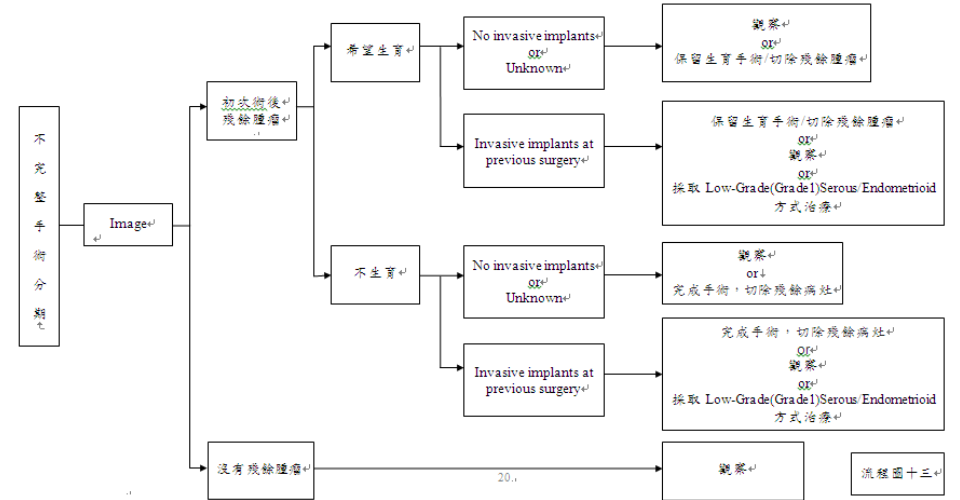 不完整手術分期
Image
初次術後
殘餘腫瘤
希望生育
No invasive implants
or
Unknown
觀察
or
保留生育手術/切除殘餘腫瘤
Invasive implants at
previous surgery
保留生育手術/切除殘餘腫瘤
or
觀察
or
採取 Low-Grade(Grade1)Serous/Endometrioid
方式治療
不生育
No invasive implants
or
Unknown
觀察
or
完成手術，切除殘餘病灶
Invasive implants at
previous surgery
完成手術，切除殘餘病灶
or
觀察
or
採取 Low-Grade(Grade1)Serous/Endometrioid
方式治療
沒有殘餘腫瘤
20.
觀察
流程圖十三